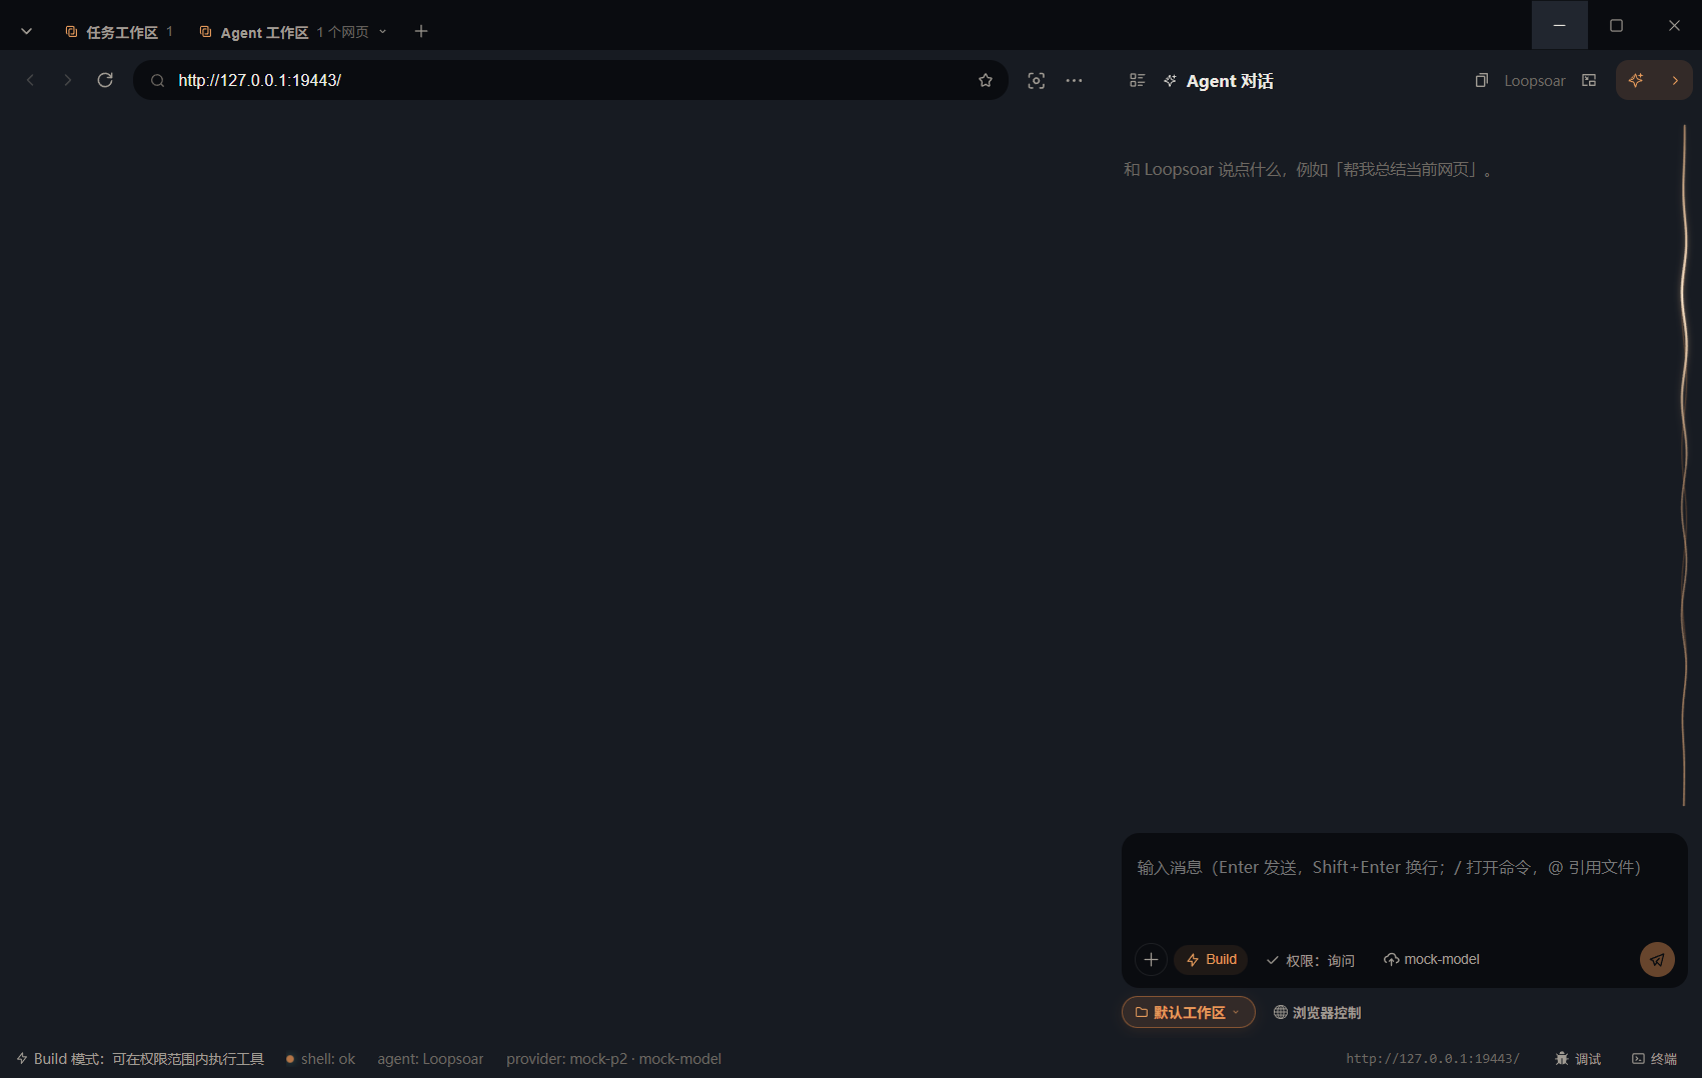 任务工作区 1 Agent 工作区 1 个网页
http://127.0.0.1:19443/
Agent 对话 Loopsoar
和 Loopsoar 说点什么，例如「帮我总结当前网页」。
输入消息（Enter 发送，Shift+Enter 换行；/ 打开命令，@ 引用文件）
Build 权限：询问 mock-model
默认工作区 浏览器控制
Build 模式：可在权限范围内执行工具 shell: ok agent: Loopsoar provider: mock-p2 · mock-model http://127.0.0.1:19443/ 调试 终端